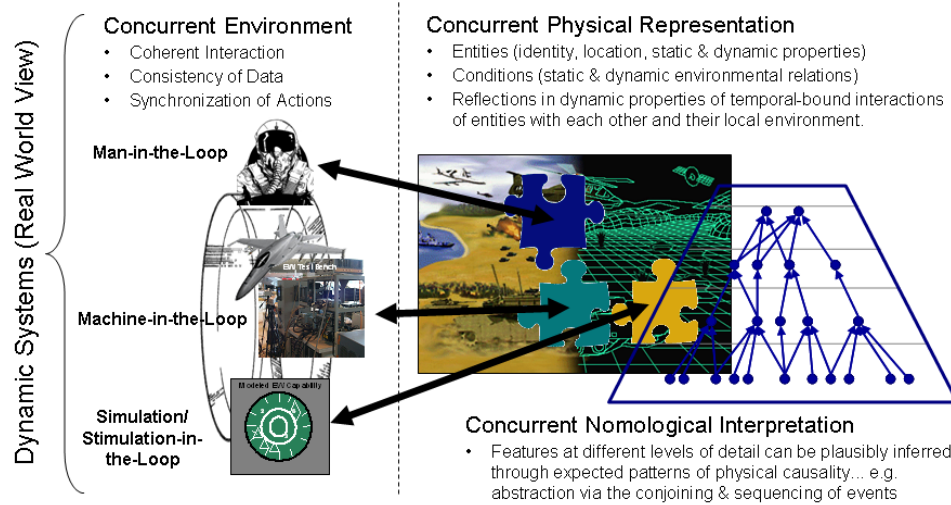 Dynamic Systems (Real World View)
Concurrent Environment
• Coherent Interaction
• Consistency of Data
• Synchronization of Actions
Man-in-the-Loop
EW Test Bench
Machine-in-the-Loop
Modeled EW Capability
Simulation/
Stimulation-in-
the-Loop
Concurrent Physical Representation
• Entities (identity, location, static & dynamic properties)
• Conditions (static & dynamic environmental relations)
• Reflections in dynamic properties of temporal-bound interactions
of entities with each other and their local environment.
Concurrent Nomological Interpretation
• Features at different levels of detail can be plausibly inferred
through expected patterns of physical causality... e.g.
abstraction via the conjoining & sequencing of events